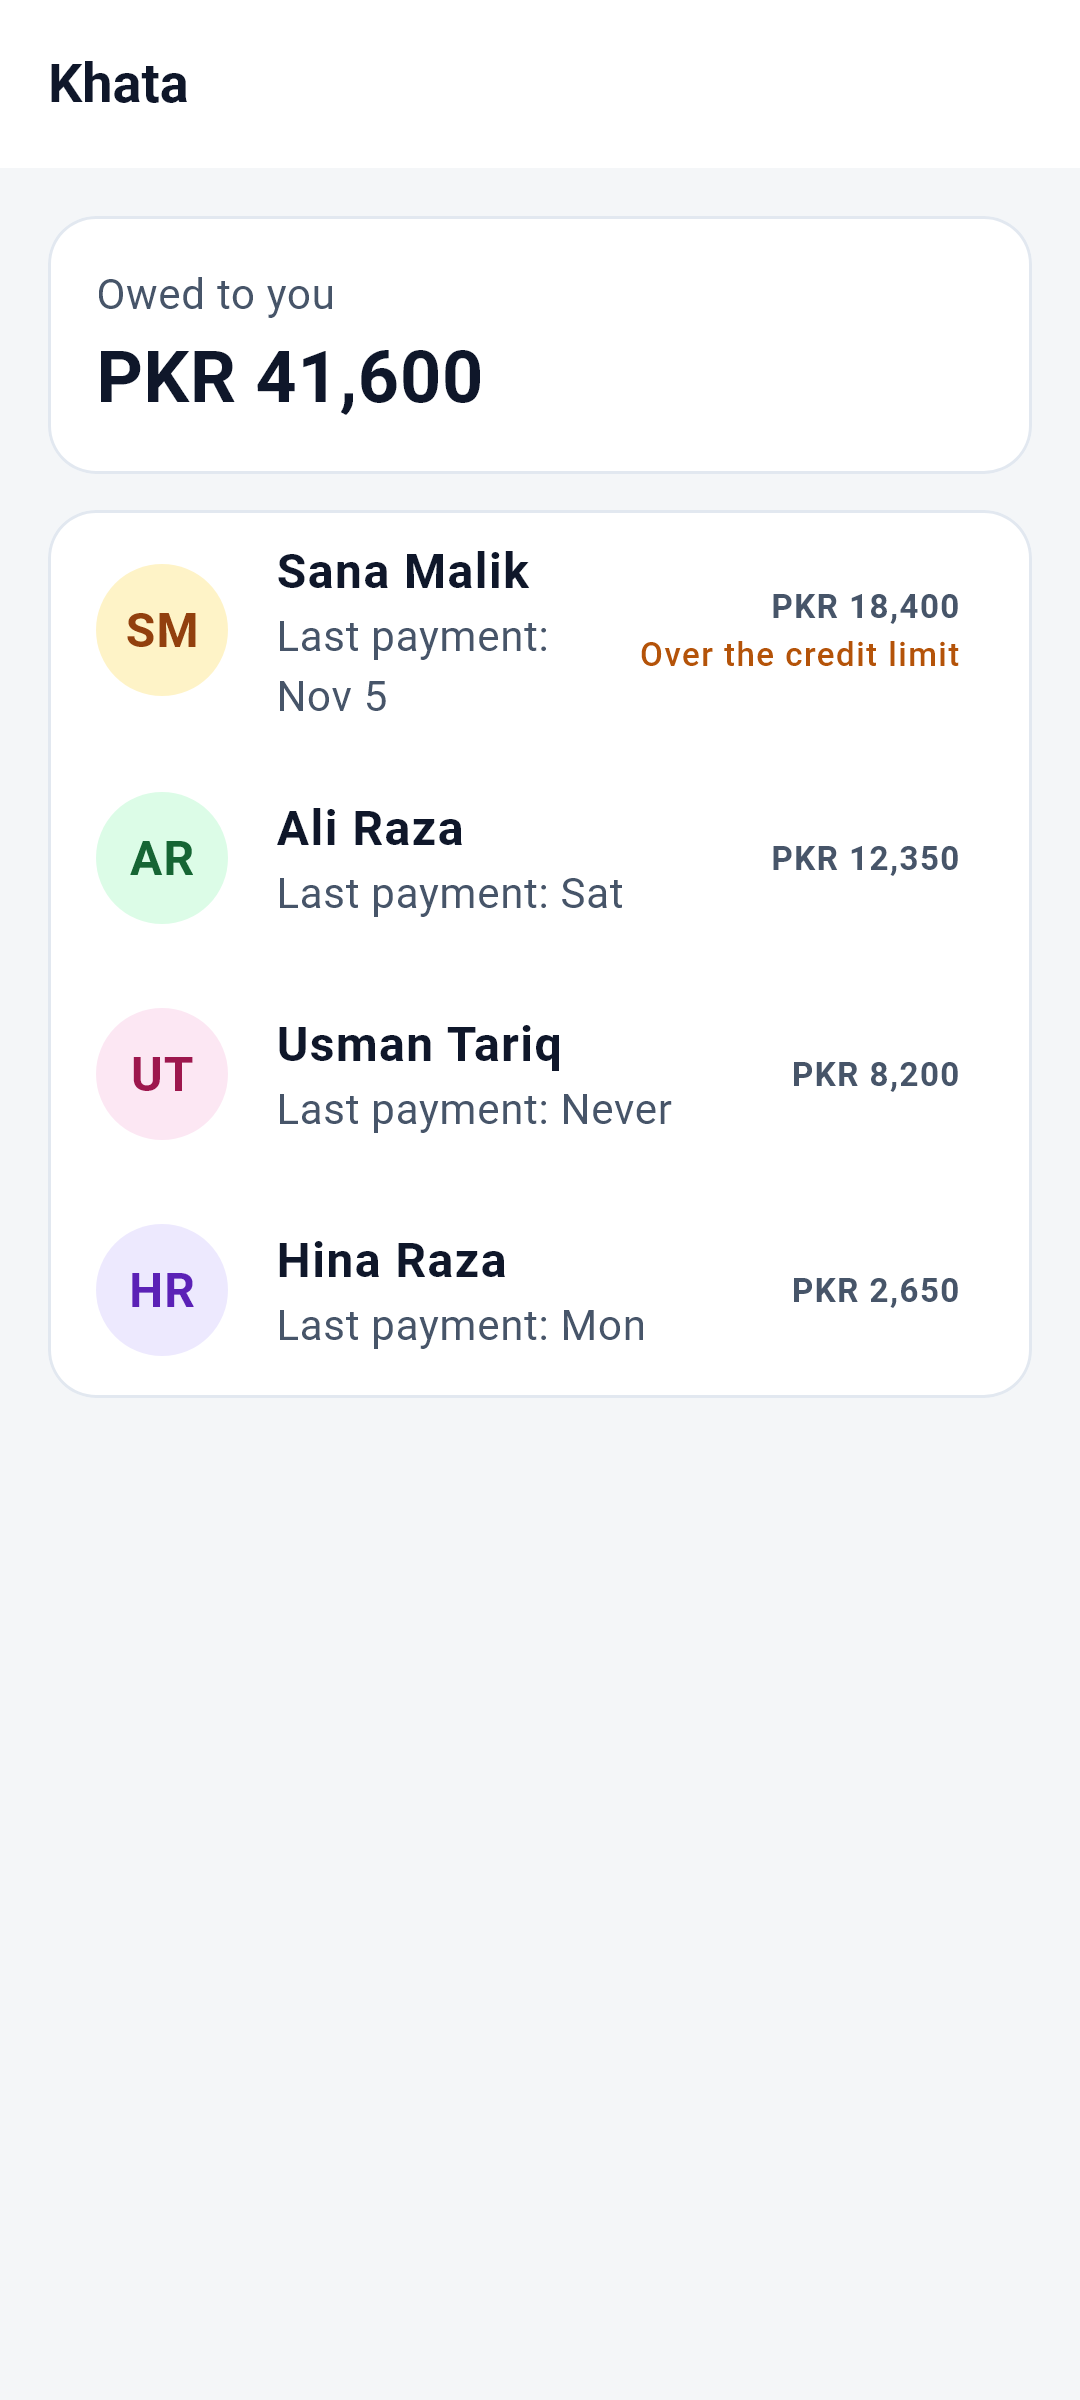 Khata
Owed to you
PKR 41,600
SM
Sana Malik
Last payment:
Nov 5
PKR 18,400
Over the credit limit
AR
Ali Raza
Last payment: Sat
PKR 12,350
UT
Usman Tariq
Last payment: Never
PKR 8,200
HR
Hina Raza
Last payment: Mon
PKR 2,650